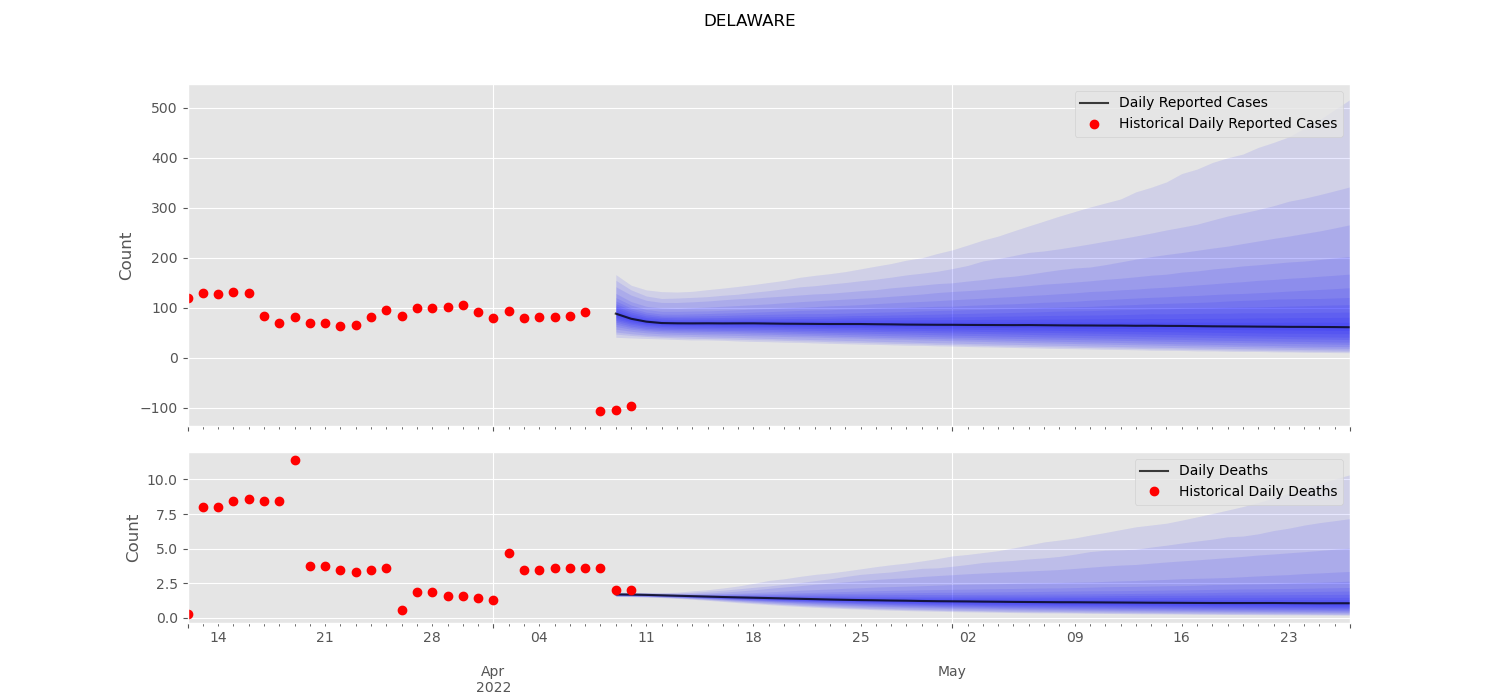 DELAWARE
500
400
300
200
100
0
−100
Count
Daily Reported Cases
Historical Daily Reported Cases
10.0
7.5
5.0
2.5
0.0
Count
Daily Deaths
Historical Daily Deaths
14 21 28 04 11 18 25 02 09 16 23
Apr May
2022